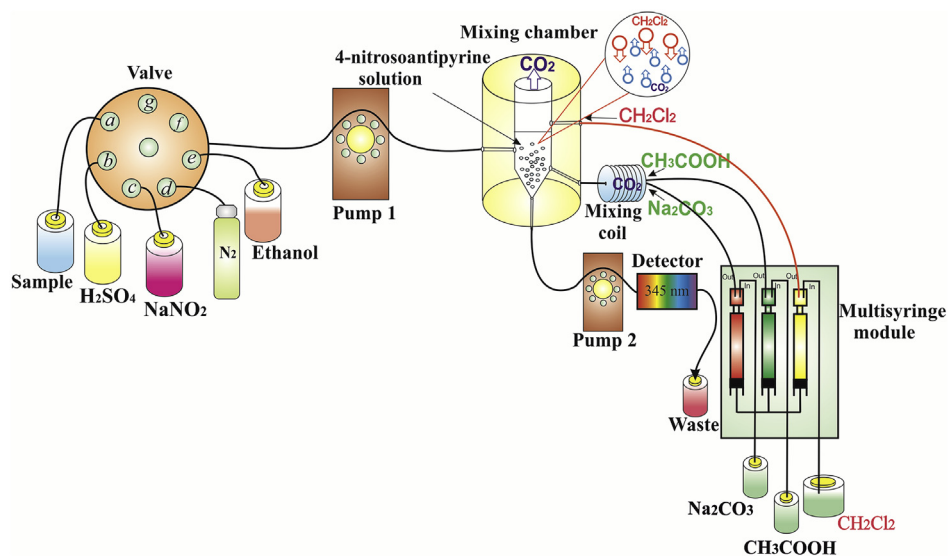 Valve
a
b
c
d
e
f
g
Sample
H2SO4
NaNO2
N2
Ethanol
Pump 1
4-nitrosoantipyrine
solution
Mixing chamber
CO2
CH2Cl2
CO2
CH2Cl2
CH3COOH
CO2
Na2CO3
Mixing
coil
Pump 2
Detector
345 nm
Waste
Out
In
Out
In
Out
In
Multisyringe
module
Na2CO3
CH3COOH
CH2Cl2